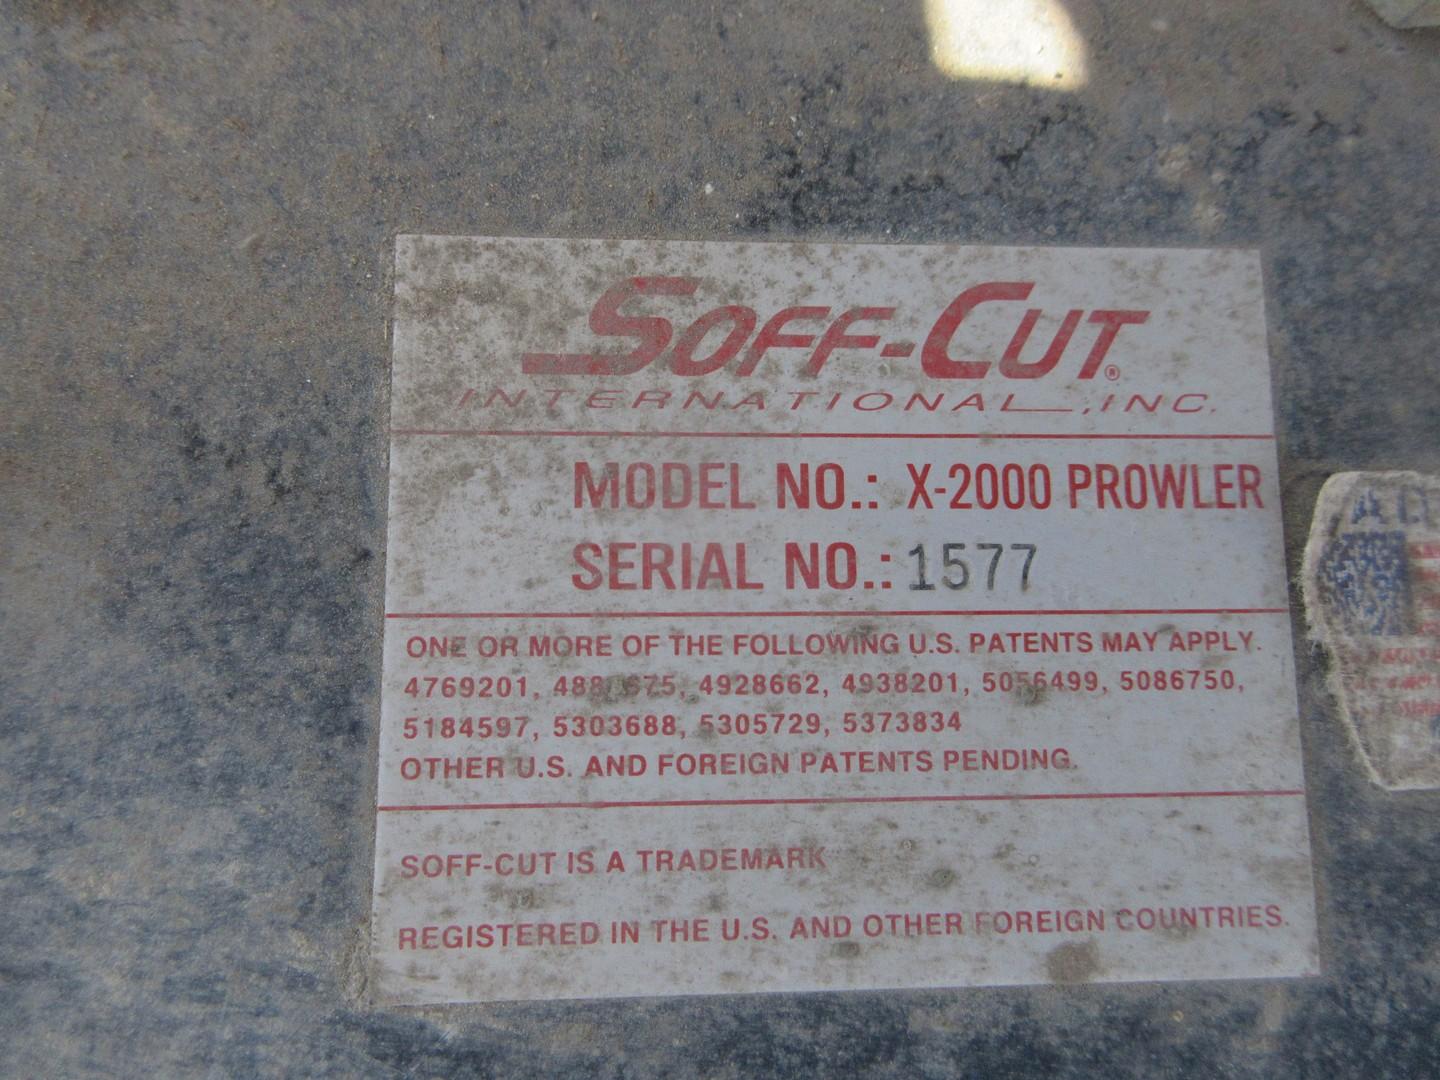 SOFF-CUT®
INTERNATIONAL, INC.
MODEL NO.: X-2000 PROWLER
SERIAL NO.: 1577
ONE OR MORE OF THE FOLLOWING U.S. PATENTS MAY APPLY.
4769201, 4928662, 4938201, 5056499, 5086750,
5184597, 5303688, 5305729, 5373834
OTHER U.S. AND FOREIGN PATENTS PENDING.
SOFF-CUT IS A TRADEMARK
REGISTERED IN THE U.S. AND OTHER FOREIGN COUNTRIES.